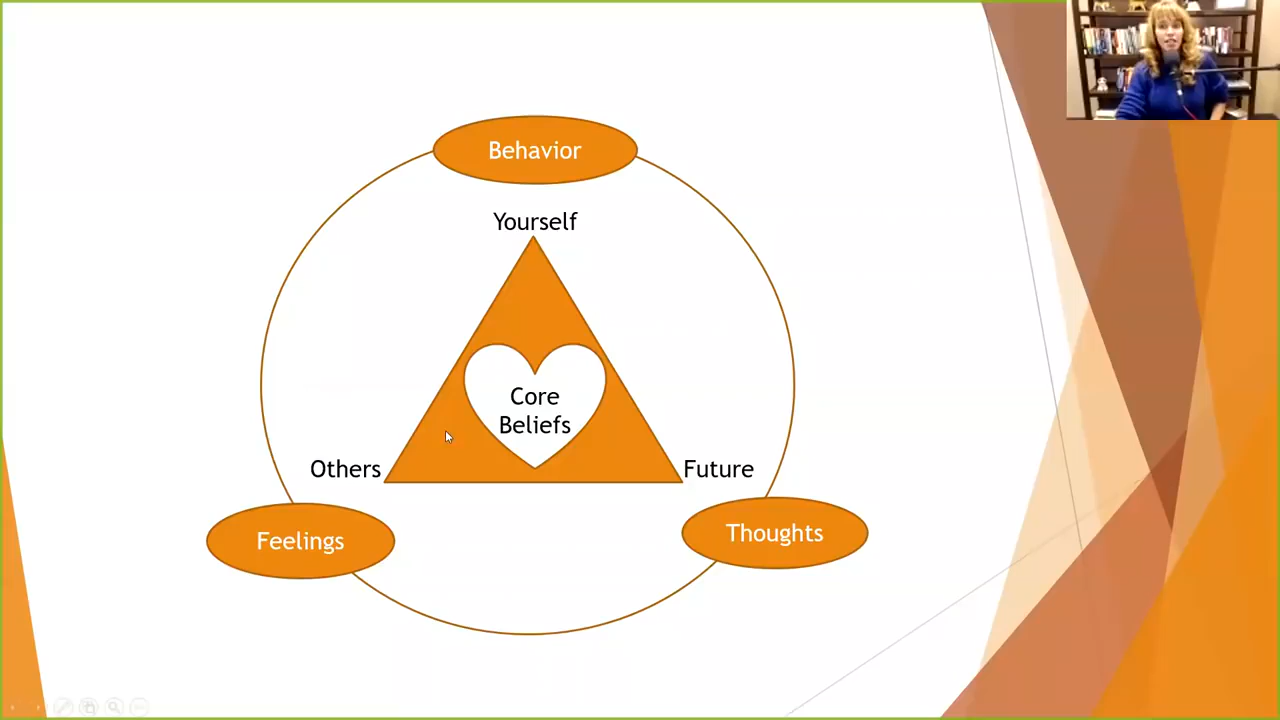 Behavior
Yourself
Core
Beliefs
Others
Future
Feelings
Thoughts